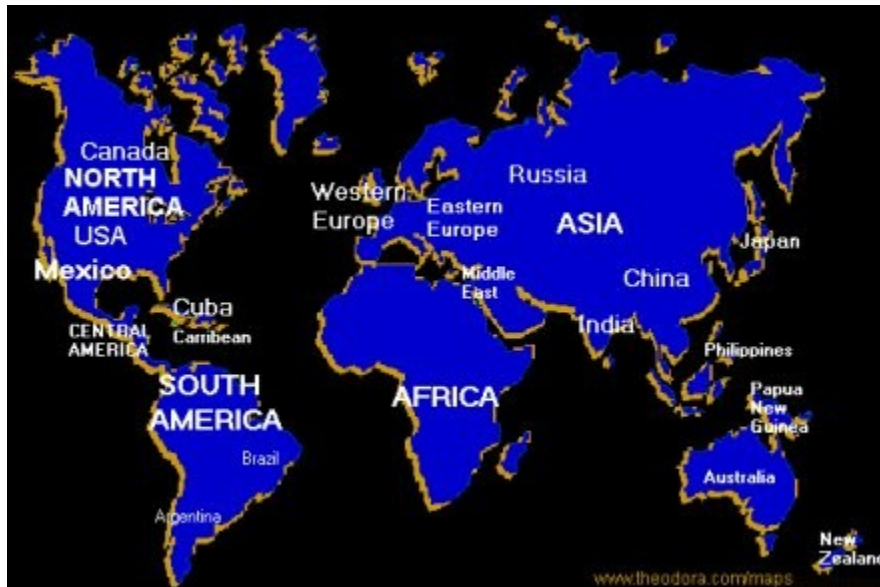 Canada
NORTH
AMERICA
USA
Mexico
Cuba
CENTRAL
AMERICA
Carribean
SOUTH
AMERICA
Brazil
Argentina
Western
Europe
Eastern
Europe
Middle
East
AFRICA
Russia
ASIA
China
India
Japan
Philippines
Papua
New
Guinea
Australia
New
Zealand
www.theodora.com/maps